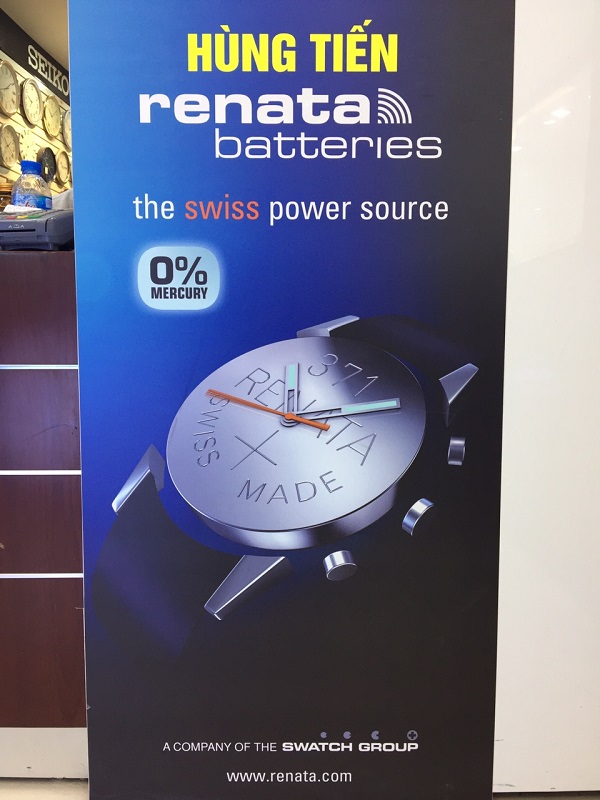 HÙNG TIẾN
SEIKO
renata
batteries
the swiss power source
0%
MERCURY
371
RENATA
SWISS
MADE
A COMPANY OF THE SWATCH GROUP
www.renata.com